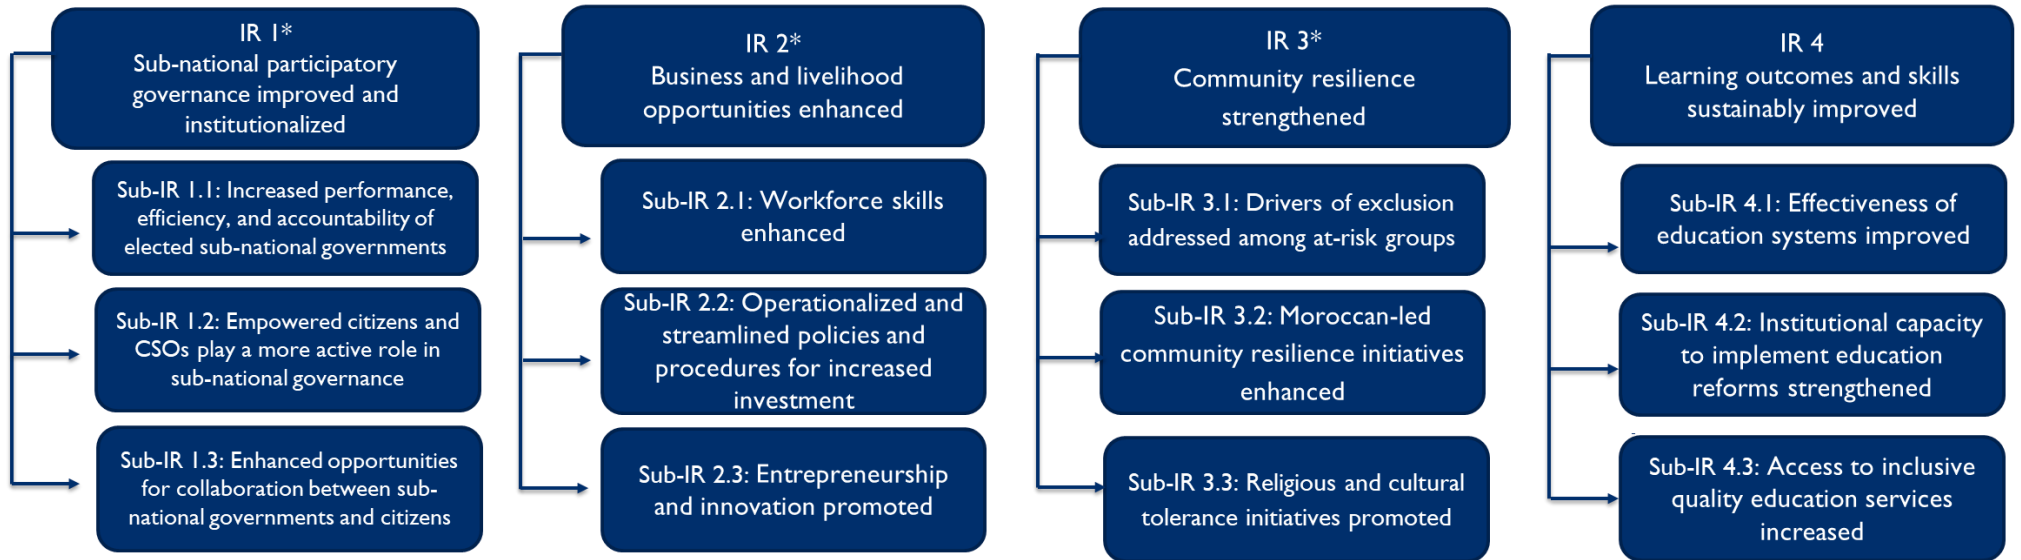 IR 1*
Sub-national participatory
governance improved and
institutionalized
Sub-IR 1.1: Increased performance,
efficiency, and accountability of
elected sub-national governments
Sub-IR 1.2: Empowered citizens and
CSOs play a more active role in
sub-national governance
Sub-IR 1.3: Enhanced opportunities
for collaboration between sub-
national governments and citizens
IR 2*
Business and livelihood
opportunities enhanced
Sub-IR 2.1: Workforce skills
enhanced
Sub-IR 2.2: Operationalized and
streamlined policies and
procedures for increased
investment
Sub-IR 2.3: Entrepreneurship
and innovation promoted
IR 3*
Community resilience
strengthened
Sub-IR 3.1: Drivers of exclusion
addressed among at-risk groups
Sub-IR 3.2: Moroccan-led
community resilience initiatives
enhanced
Sub-IR 3.3: Religious and cultural
tolerance initiatives promoted
IR 4
Learning outcomes and skills
sustainably improved
Sub-IR 4.1: Effectiveness of
education systems improved
Sub-IR 4.2: Institutional capacity
to implement education
reforms strengthened
Sub-IR 4.3: Access to inclusive
quality education services
increased